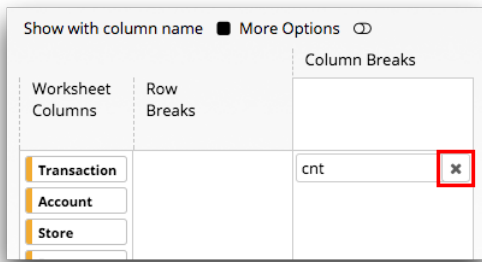 Show with column name More Options
Column Breaks
Worksheet Columns
Row Breaks
cnt
Transaction
Account
Store